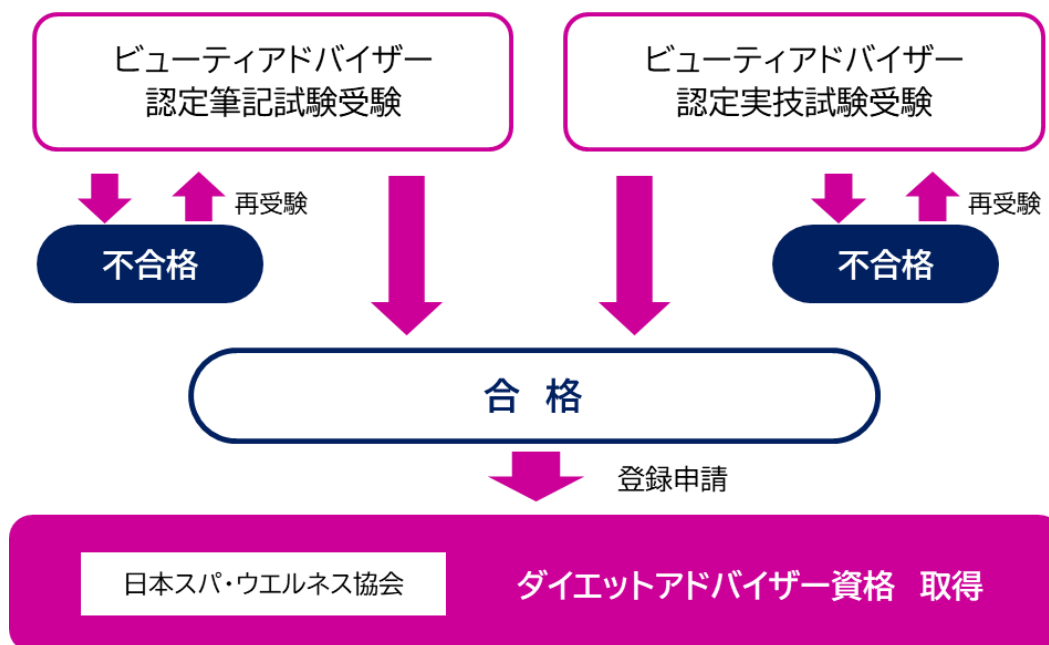 ビューティアドバイザー
認定筆記試験受験
ビューティアドバイザー
認定実技試験受験
再受験
不合格
再受験
不合格
合 格
登録申請
日本スパ・ウエルネス協会
ダイエットアドバイザー資格 取得